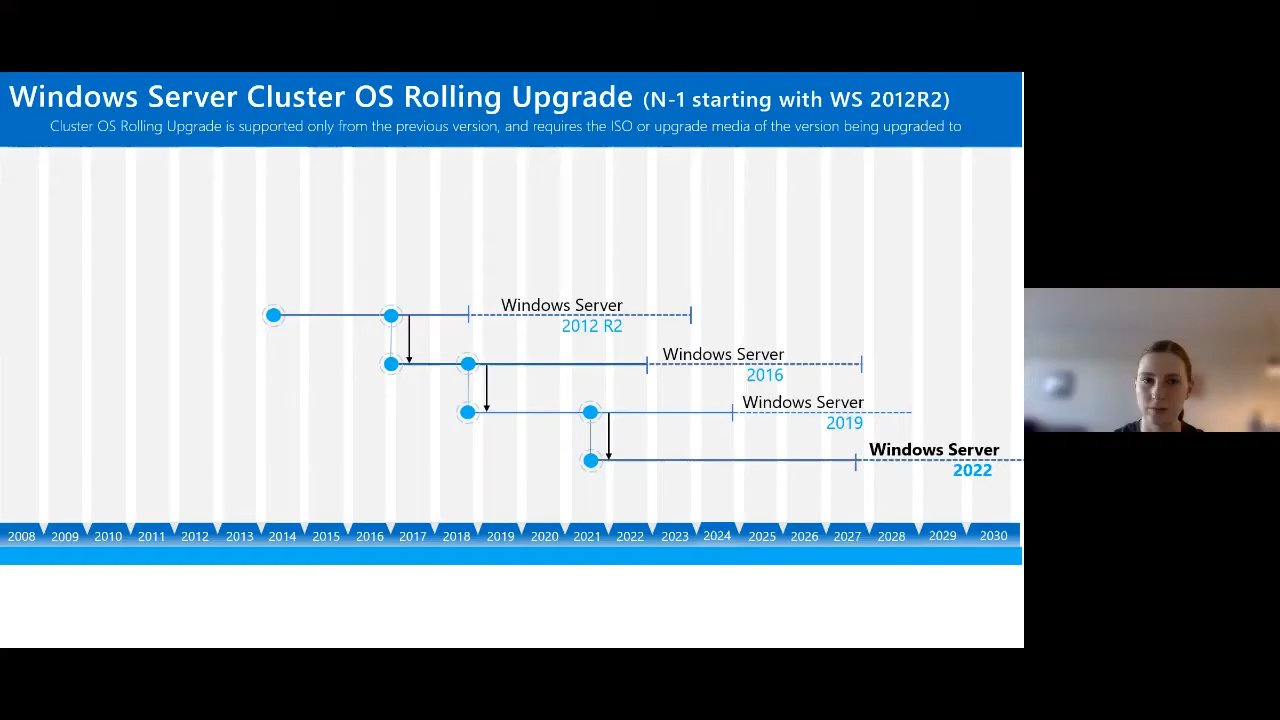 Windows Server Cluster OS Rolling Upgrade (N-1 starting with WS 2012R2)
Cluster OS Rolling Upgrade is supported only from the previous version, and requires the ISO or upgrade media of the version being upgraded to
Windows Server
2012 R2
Windows Server
2016
Windows Server
2019
Windows Server
2022
2008 2009 2010 2011 2012 2013 2014 2015 2016 2017 2018 2019 2020 2021 2022 2023 2024 2025 2026 2027 2028 2029 2030